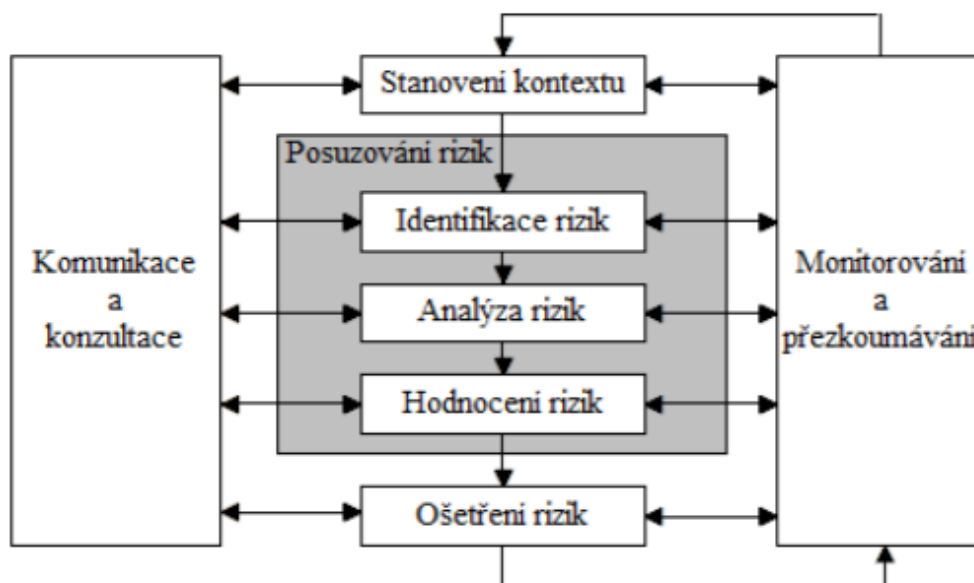 Stanovení kontextu
Posuzování rizik
Identifikace rizik
Komunikace
a
konzultace
Analýza rizik
Monitorování
a
přezkoumávání
Hodnocení rizik
Ošetření rizik